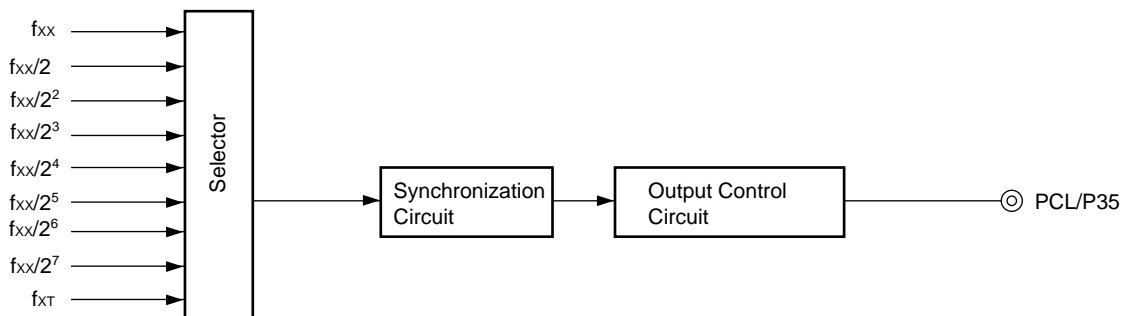 fxx
fxx/2
fxx/2²
fxx/2³
fxx/2⁴
fxx/2⁵
fxx/2⁶
fxx/2⁷
fXT
Selector
Synchronization
Circuit
Output Control
Circuit
PCL/P35